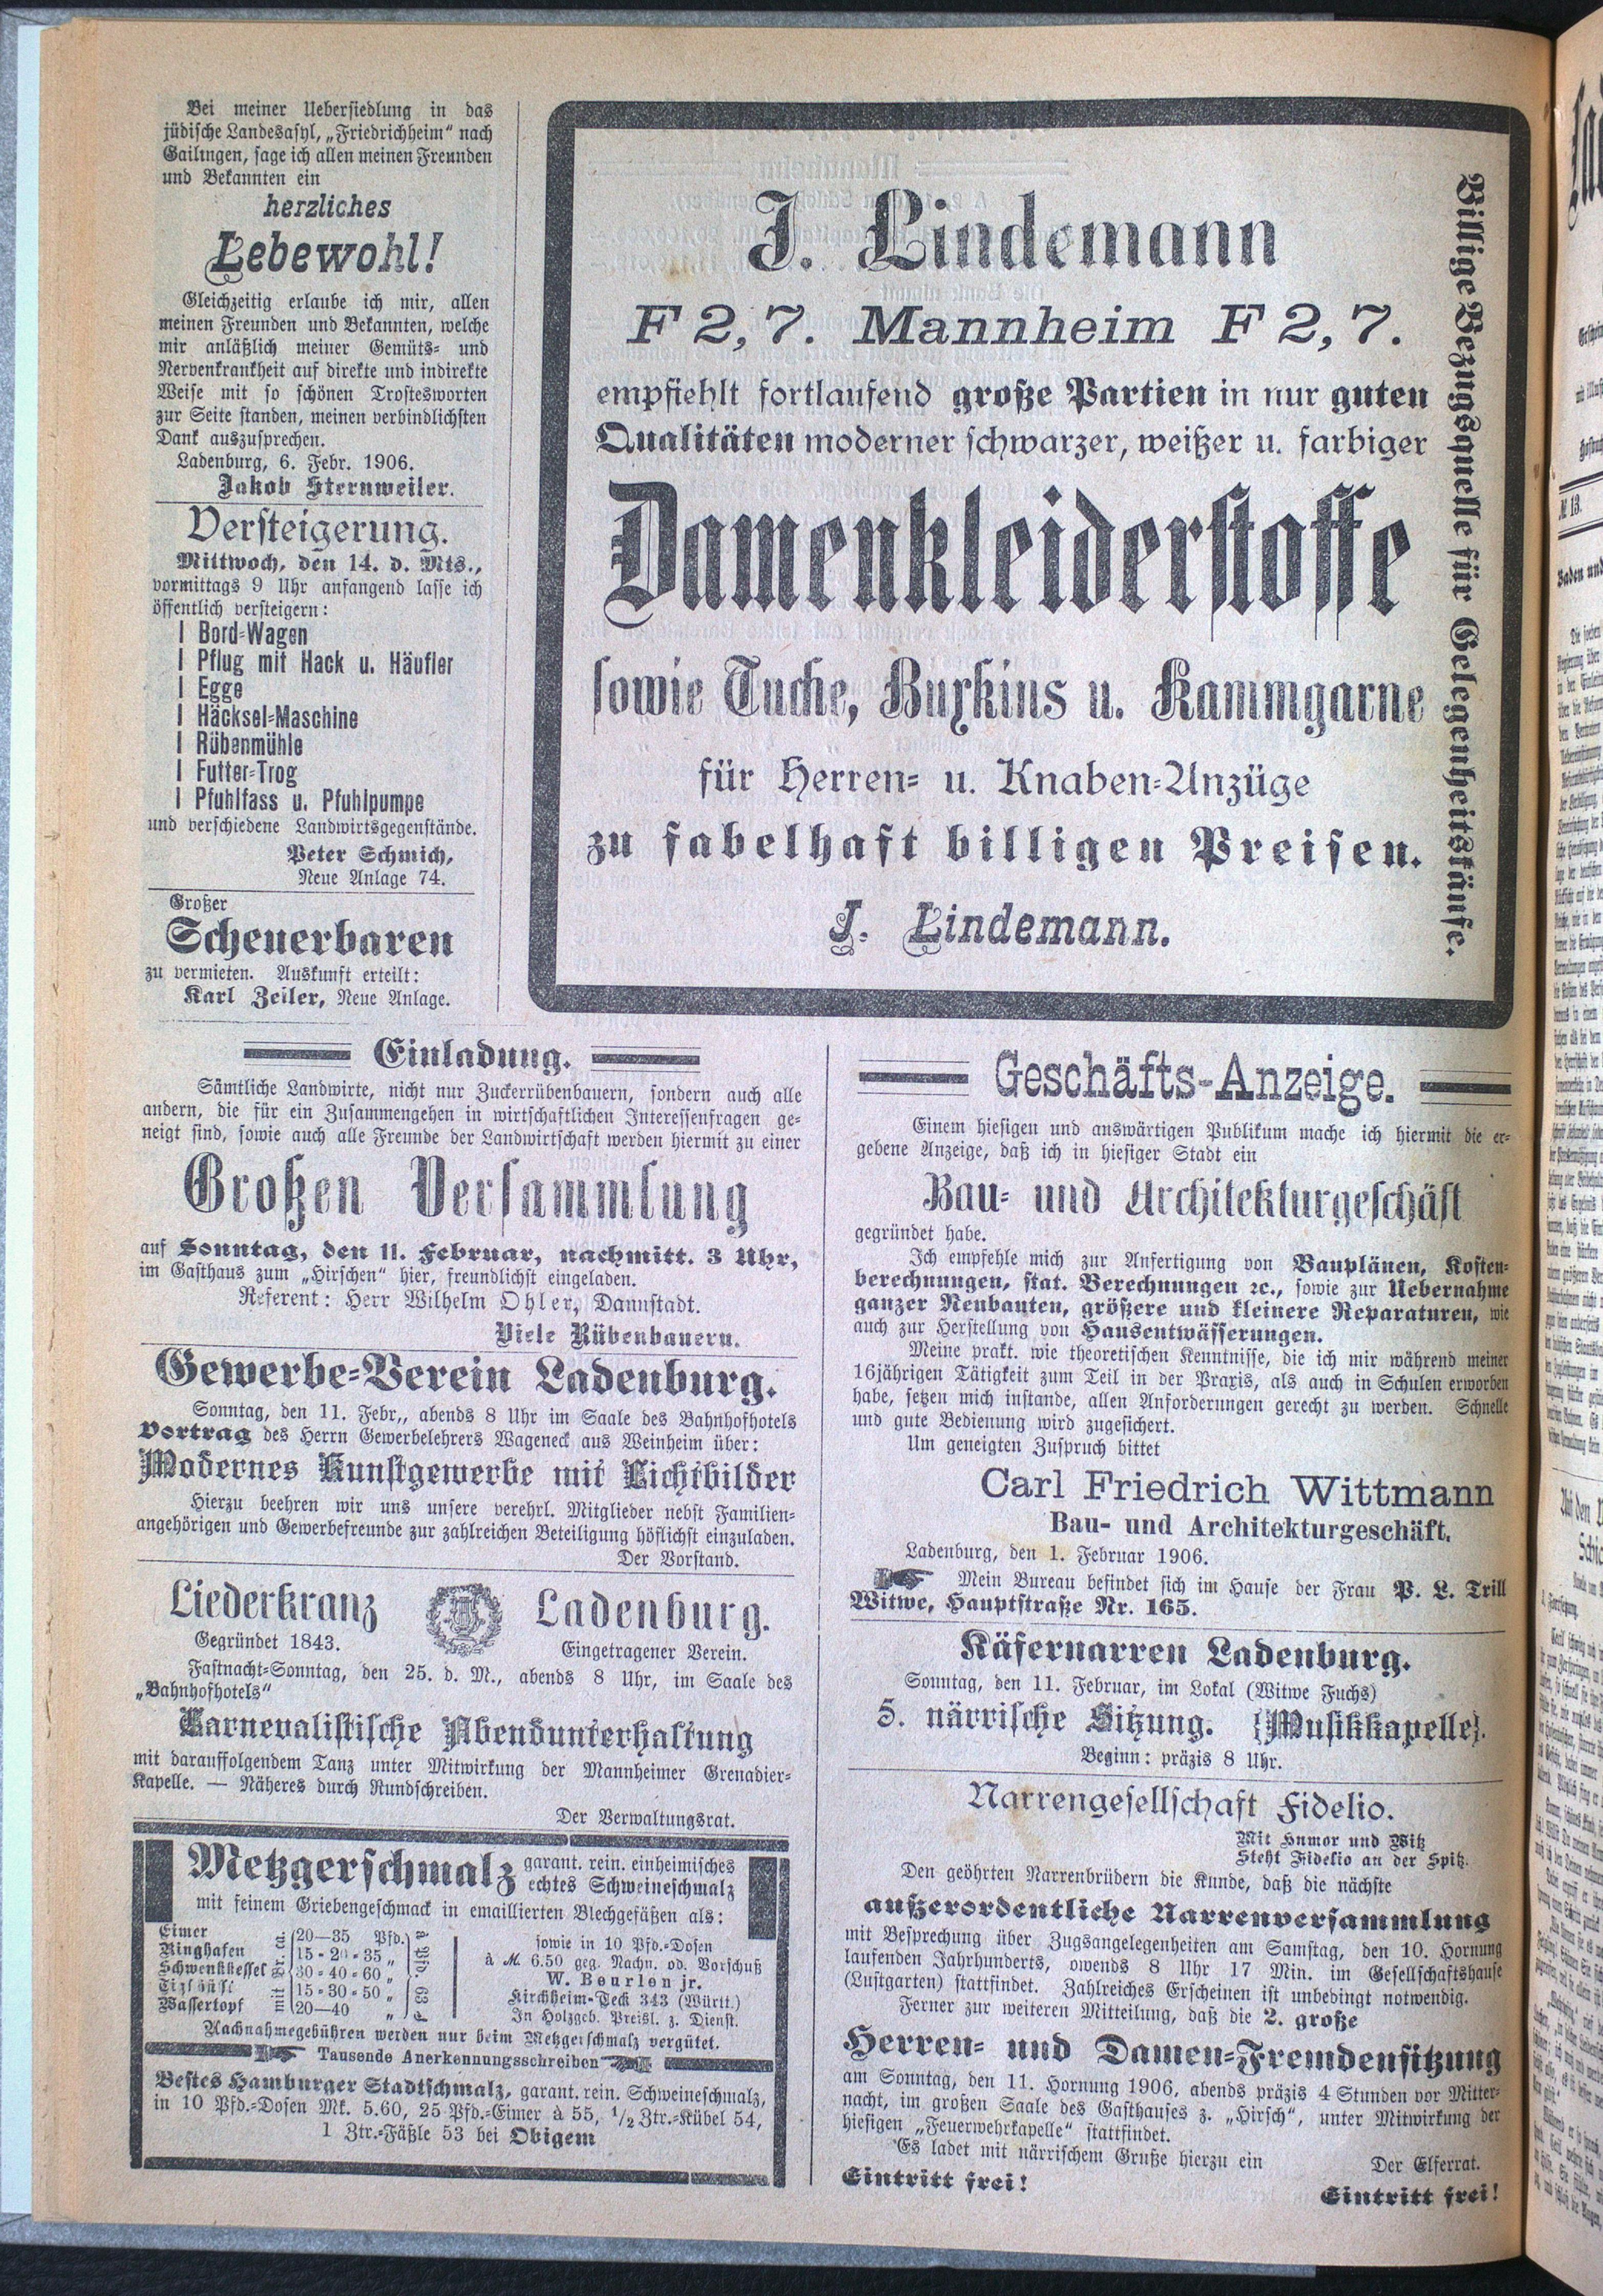 Bei meiner Uebersiedlung in das
jüdische Landesasyl, „Friedrichheim“ nach
Gailingen, sage ich allen meinen Freunden
und Bekannten ein
herzliches
Lebewohl!
Gleichzeitig erlaube ich mir, allen
meinen Freunden und Bekannten, welche
mir anläßlich meiner Gemüts- und
Nervenkrankheit auf direkte und indirekte
Weise mit so schönen Trostesworten
zur Seite standen, meinen verbindlichsten
Dank auszusprechen.
Ladenburg, 6. Febr. 1906.
Jakob Sternweiler.
Versteigerung.
Mittwoch, den 14. d. Mts.,
vormittags 9 Uhr anfangend lasse ich
öffentlich versteigern:
1 Bord-Wagen
1 Pflug mit Hack u. Häufler
1 Egge
1 Häcksel-Maschine
1 Rübenmühle
1 Futter-Trog
1 Pfuhlfass u. Pfuhlpumpe
und verschiedene Landwirtsgegenstände.
Peter Schmich,
Neue Anlage 74.
Großer
Scheuerbaren
zu vermieten. Auskunft erteilt:
Karl Zeiler, Neue Anlage.
J. Lindemann
F 2, 7. Mannheim F 2, 7.
empfiehlt fortlaufend große Partien in nur guten
Qualitäten moderner schwarzer, weißer u. farbiger
Damenkleiderstoffe
sowie Tuche, Buxkins u. Kammgarne
für Herren- u. Knaben-Anzüge
zu fabelhaft billigen Preisen.
J. Lindemann.
Billige Bezugsquelle für Gelegenheitskäufe.
Einladung.
Sämtliche Landwirte, nicht nur Zuckerrübenbauern, sondern auch alle
andern, die für ein Zusammengehen in wirtschaftlichen Interessenfragen ge-
neigt sind, sowie auch alle Freunde der Landwirtschaft werden hiermit zu einer
Großen Versammlung
auf Sonntag, den 11. Februar, nachmitt. 3 Uhr,
im Gasthaus zum „Hirschen“ hier, freundlichst eingeladen.
Referent: Herr Wilhelm Ohler, Dannstadt.
Viele Rübenbauern.
Gewerbe-Verein Ladenburg.
Sonntag, den 11. Febr,, abends 8 Uhr im Saale des Bahnhofhotels
Vortrag des Herrn Gewerbelehrers Wageneck aus Weinheim über:
Modernes Kunstgewerbe mit Lichtbilder
Hierzu beehren wir uns unsere verehrl. Mitglieder nebst Familien-
angehörigen und Gewerbefreunde zur zahlreichen Beteiligung höflichst einzuladen.
Der Vorstand.
Liederkranz Ladenburg.
Gegründet 1843. Eingetragener Verein.
Fastnacht-Sonntag, den 25. d. M., abends 8 Uhr, im Saale des
„Bahnhofhotels“
Karnevalistische Abendunterhaltung
mit darauffolgendem Tanz unter Mitwirkung der Mannheimer Grenadier-
Kapelle. — Näheres durch Rundschreiben.
Der Verwaltungsrat.
Metzgerschmalz garant. rein. einheimisches
echtes Schweineschmalz
mit feinem Griebengeschmack in emaillierten Blechgefäßen als:
Eimer 20—35 Pfd.
Ringhafen 15-20-35 „
Schwenkkessel 30-40-60 „
15-30-50 „
Wassertopf 20—40 „
sowie in 10 Pfd.-Dosen
à M. 6.50 geg. Nachn. od. Vorschuß
W. Beurlen jr.
Kirchheim-Teck 343 (Württ.)
In Holzgeb. Preisl. z. Dienst.
Nachnahmegebühren werden nur beim Metzgerschmalz vergütet.
Tausende Anerkennungsschreiben
Bestes Hamburger Stadtschmalz, garant. rein. Schweineschmalz,
in 10 Pfd.-Dosen Mk. 5.60, 25 Pfd.-Eimer à 55, 1/2 Ztr.-Kübel 54,
1 Ztr.-Fäßle 53 bei Obigem
Geschäfts-Anzeige.
Einem hiesigen und auswärtigen Publikum mache ich hiermit die er-
gebene Anzeige, daß ich in hiesiger Stadt ein
Bau- und Architekturgeschäft
gegründet habe.
Ich empfehle mich zur Anfertigung von Bauplänen, Kosten-
berechnungen, stat. Berechnungen ꝛc., sowie zur Uebernahme
ganzer Neubauten, größere und kleinere Reparaturen, wie
auch zur Herstellung von Hausentwässerungen.
Meine prakt. wie theoretischen Kenntnisse, die ich mir während meiner
16jährigen Tätigkeit zum Teil in der Praxis, als auch in Schulen erworben
habe, setzen mich instande, allen Anforderungen gerecht zu werden. Schnelle
und gute Bedienung wird zugesichert.
Um geneigten Zuspruch bittet
Carl Friedrich Wittmann
Bau- und Architekturgeschäft.
Ladenburg, den 1. Februar 1906.
Mein Bureau befindet sich im Hause der Frau P. L. Trill
Witwe, Hauptstraße Nr. 165.
Käfernarren Ladenburg.
Sonntag, den 11. Februar, im Lokal (Witwe Fuchs)
5. närrische Sitzung. {Musikkapelle}.
Beginn: präzis 8 Uhr.
Narrengesellschaft Fidelio.
Mit Humor und Witz
Steht Fidelio an der Spitz.
Den geöhrten Narrenbrüdern die Kunde, daß die nächste
außerordentliche Narrenversammlung
mit Besprechung über Zugsangelegenheiten am Samstag, den 10. Hornung
laufenden Jahrhunderts, owends 8 Uhr 17 Min. im Gesellschaftshause
(Lustgarten) stattfindet. Zahlreiches Erscheinen ist unbedingt notwendig.
Ferner zur weiteren Mitteilung, daß die 2. große
Herren- und Damen-Fremdensitzung
am Sonntag, den 11. Hornung 1906, abends präzis 4 Stunden vor Mitter-
nacht, im großen Saale des Gasthauses z. „Hirsch“, unter Mitwirkung der
hiesigen „Feuerwehrkapelle“ stattfindet.
Es ladet mit närrischem Gruße hierzu ein
Der Elferrat.
Eintritt frei! Eintritt frei!
№ 13.